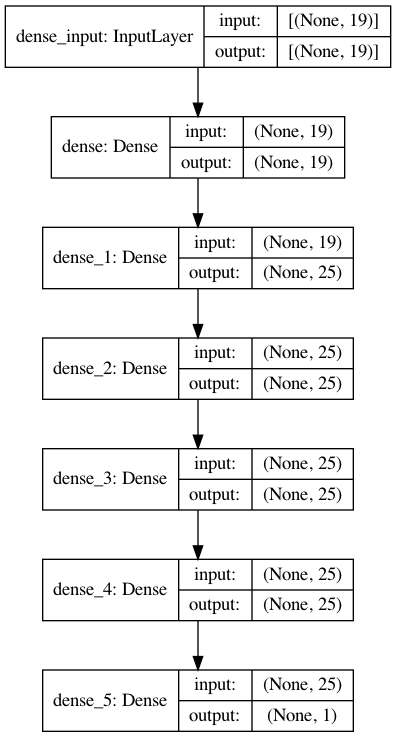 dense_input: InputLayer
input: [(None, 19)]
output: [(None, 19)]
dense: Dense
input: (None, 19)
output: (None, 19)
dense_1: Dense
input: (None, 19)
output: (None, 25)
dense_2: Dense
input: (None, 25)
output: (None, 25)
dense_3: Dense
input: (None, 25)
output: (None, 25)
dense_4: Dense
input: (None, 25)
output: (None, 25)
dense_5: Dense
input: (None, 25)
output: (None, 1)